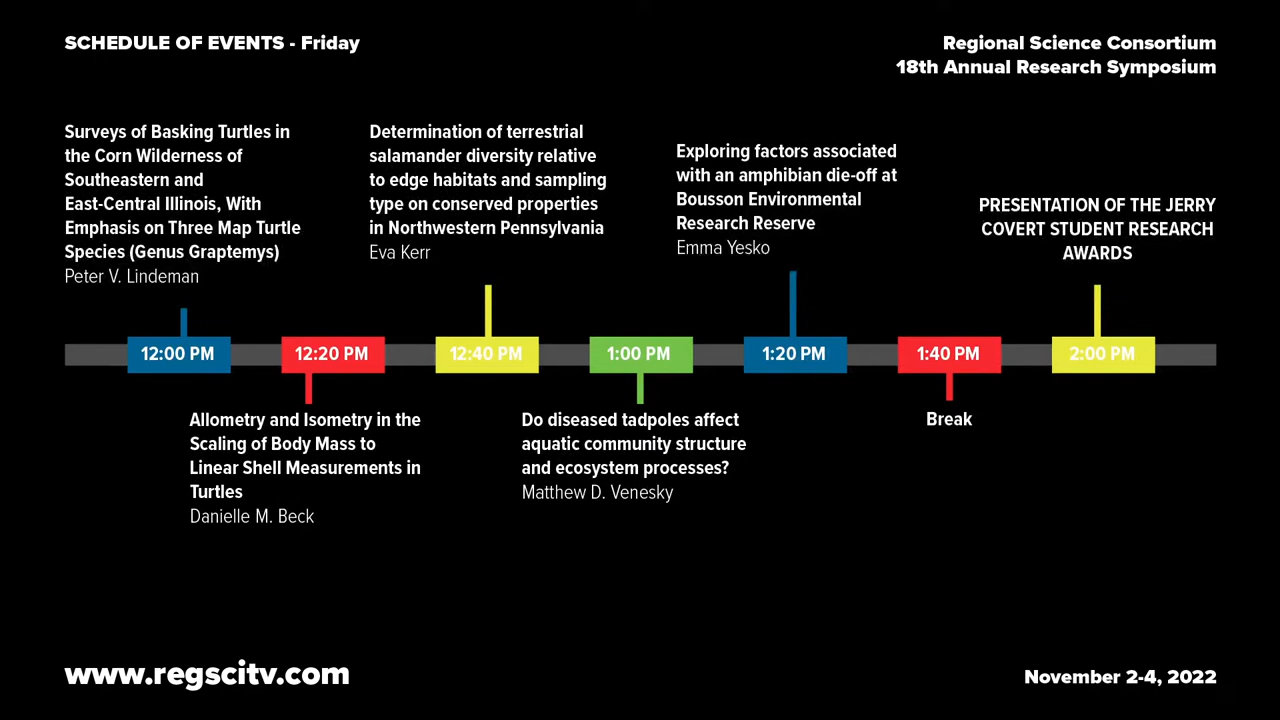 SCHEDULE OF EVENTS - Friday
Regional Science Consortium
18th Annual Research Symposium
Surveys of Basking Turtles in
the Corn Wilderness of
Southeastern and
East-Central Illinois, With
Emphasis on Three Map Turtle
Species (Genus Graptemys)
Peter V. Lindeman
Determination of terrestrial
salamander diversity relative
to edge habitats and sampling
type on conserved properties
in Northwestern Pennsylvania
Eva Kerr
Exploring factors associated
with an amphibian die-off at
Bousson Environmental
Research Reserve
Emma Yesko
PRESENTATION OF THE JERRY
COVERT STUDENT RESEARCH
AWARDS
12:00 PM
12:20 PM
12:40 PM
1:00 PM
1:20 PM
1:40 PM
2:00 PM
Allometry and Isometry in the
Scaling of Body Mass to
Linear Shell Measurements in
Turtles
Danielle M. Beck
Do diseased tadpoles affect
aquatic community structure
and ecosystem processes?
Matthew D. Venesky
Break
www.regscitv.com
November 2-4, 2022